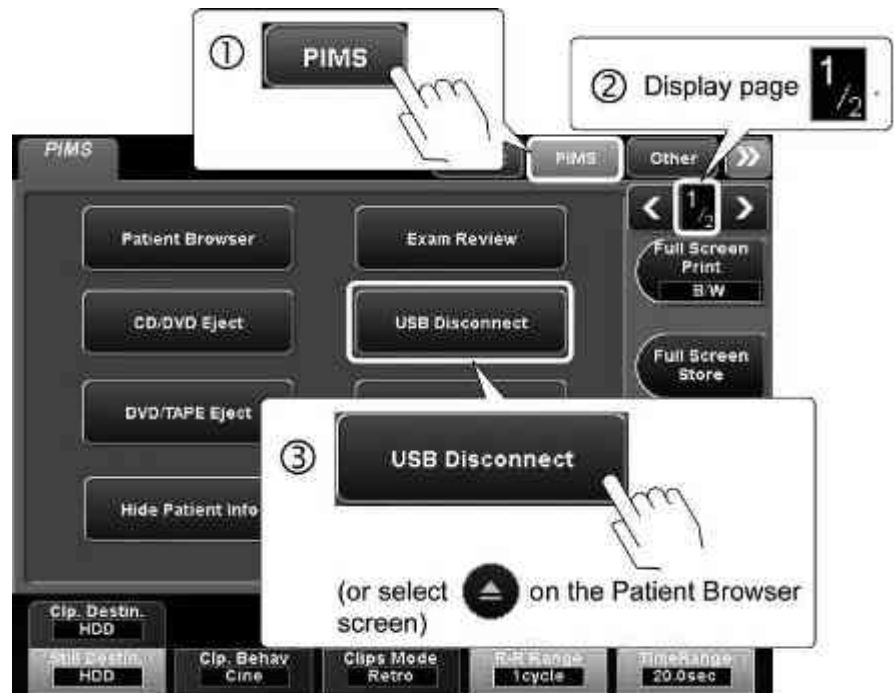 ① PIMS
② Display page 1/2 .
PIMS
PIMS
Other
1/2
Patient Browser
Exam Review
Full Screen
Print
B/W
CD/DVD Eject
USB Disconnect
Full Screen
Store
DVD/TAPE Eject
③ USB Disconnect
Hide Patient Info
(or select on the Patient Browser
screen)
Clp. Destin.
HDD
Still Destin.
HDD
Clp. Behav
Cine
Clips Mode
Retro
R-R Range
1cycle
TimeRange
20.0sec